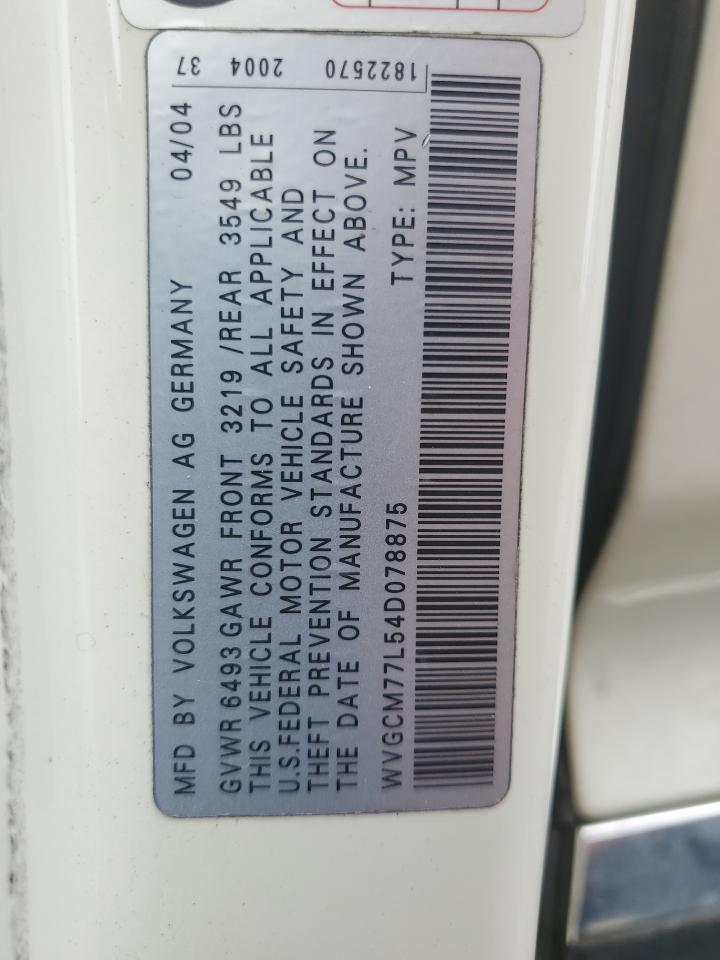 MFD BY VOLKSWAGEN AG GERMANY 04/04
GVWR 6493 GAWR FRONT 3219 /REAR 3549 LBS
THIS VEHICLE CONFORMS TO ALL APPLICABLE
U.S.FEDERAL MOTOR VEHICLE SAFETY AND
THEFT PREVENTION STANDARDS IN EFFECT ON
THE DATE OF MANUFACTURE SHOWN ABOVE.
WVGCM77L54D078875 TYPE: MPV
37 2004 1822570